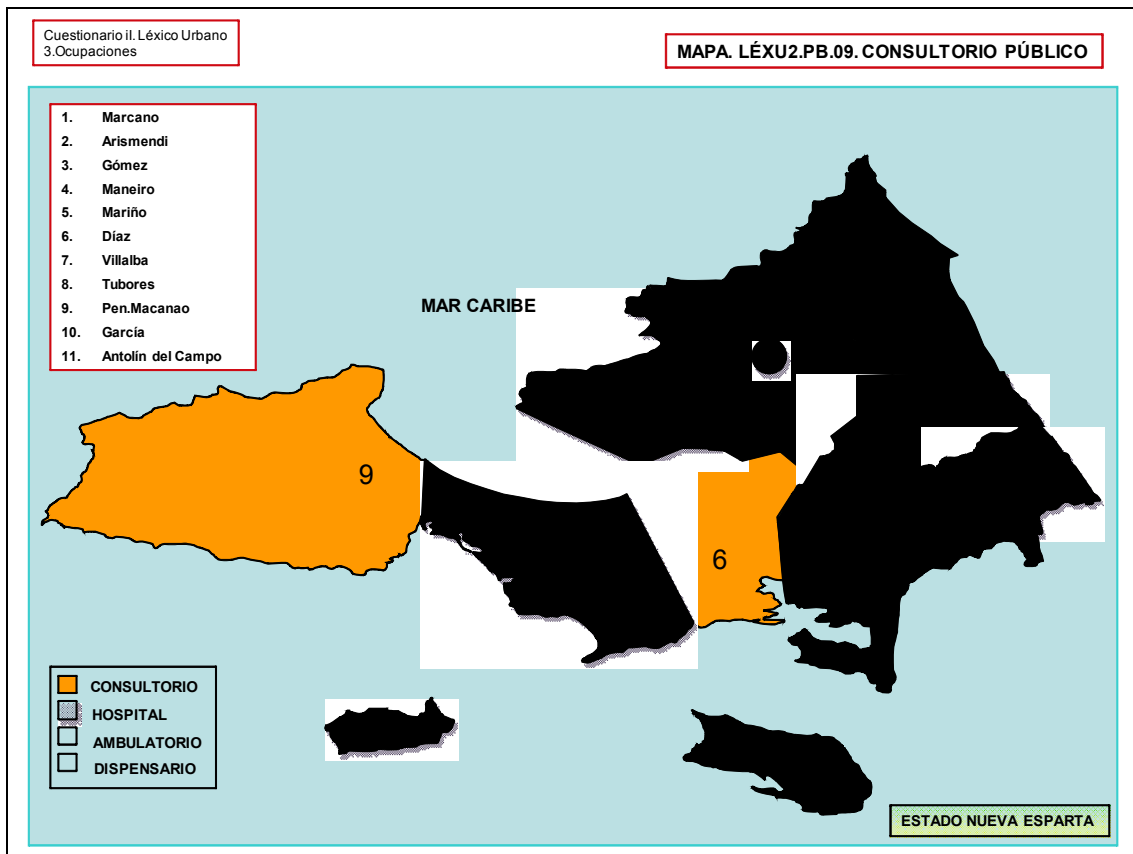 Cuestionario iI. Léxico Urbano
3.Ocupaciones
MAPA. LÉXU2.PB.09. CONSULTORIO PÚBLICO
1. Marcano
2. Arismendi
3. Gómez
4. Maneiro
5. Mariño
6. Díaz
7. Villalba
8. Tubores
9. Pen.Macanao
10. García
11. Antolín del Campo
MAR CARIBE
9
6
CONSULTORIO
HOSPITAL
AMBULATORIO
DISPENSARIO
ESTADO NUEVA ESPARTA